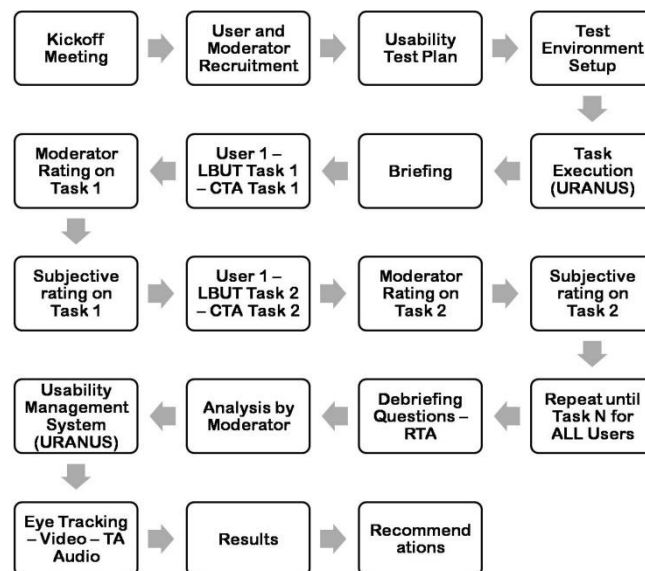 Kickoff
Meeting
User and
Moderator
Recruitment
Usability
Test Plan
Test
Environment
Setup
Task
Execution
(URANUS)
Briefing
User 1 –
LBUT Task 1
– CTA Task 1
Moderator
Rating on
Task 1
Subjective
rating on
Task 1
User 1 –
LBUT Task 2
– CTA Task 2
Moderator
Rating on
Task 2
Subjective
rating on
Task 2
Repeat until
Task N for
ALL Users
Debriefing
Questions –
RTA
Analysis by
Moderator
Usability
Management
System
(URANUS)
Eye Tracking
– Video – TA
Audio
Results
Recommend
ations